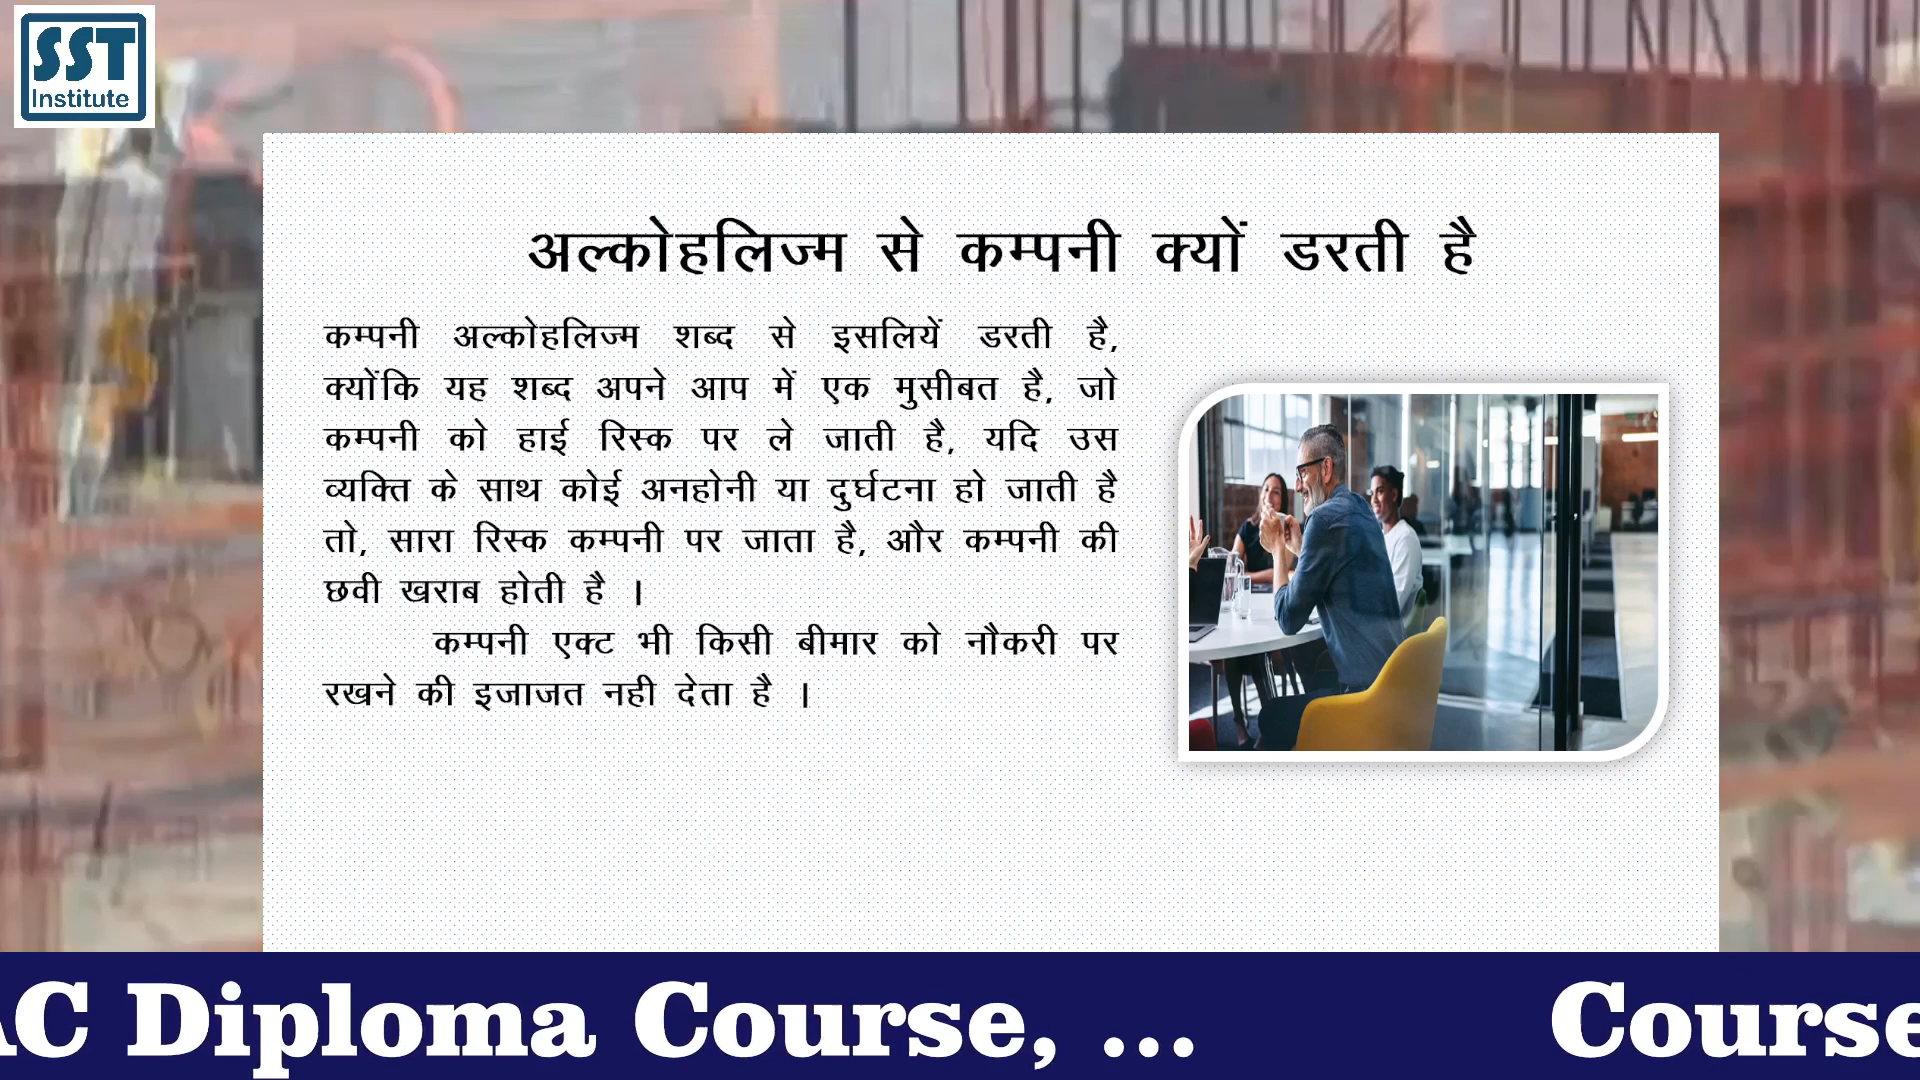 SST
Institute
अल्कोहलिज्म से कम्पनी क्यों डरती है
कम्पनी अल्कोहलिज्म शब्द से इसलियें डरती है,
क्योंकि यह शब्द अपने आप में एक मुसीबत है, जो
कम्पनी को हाई रिस्क पर ले जाती है, यदि उस
व्यक्ति के साथ कोई अनहोनी या दुर्घटना हो जाती है
तो, सारा रिस्क कम्पनी पर जाता है, और कम्पनी की
छवी खराब होती है ।
कम्पनी एक्ट भी किसी बीमार को नौकरी पर
रखने की इजाजत नही देता है ।
AC Diploma Course, ... Course